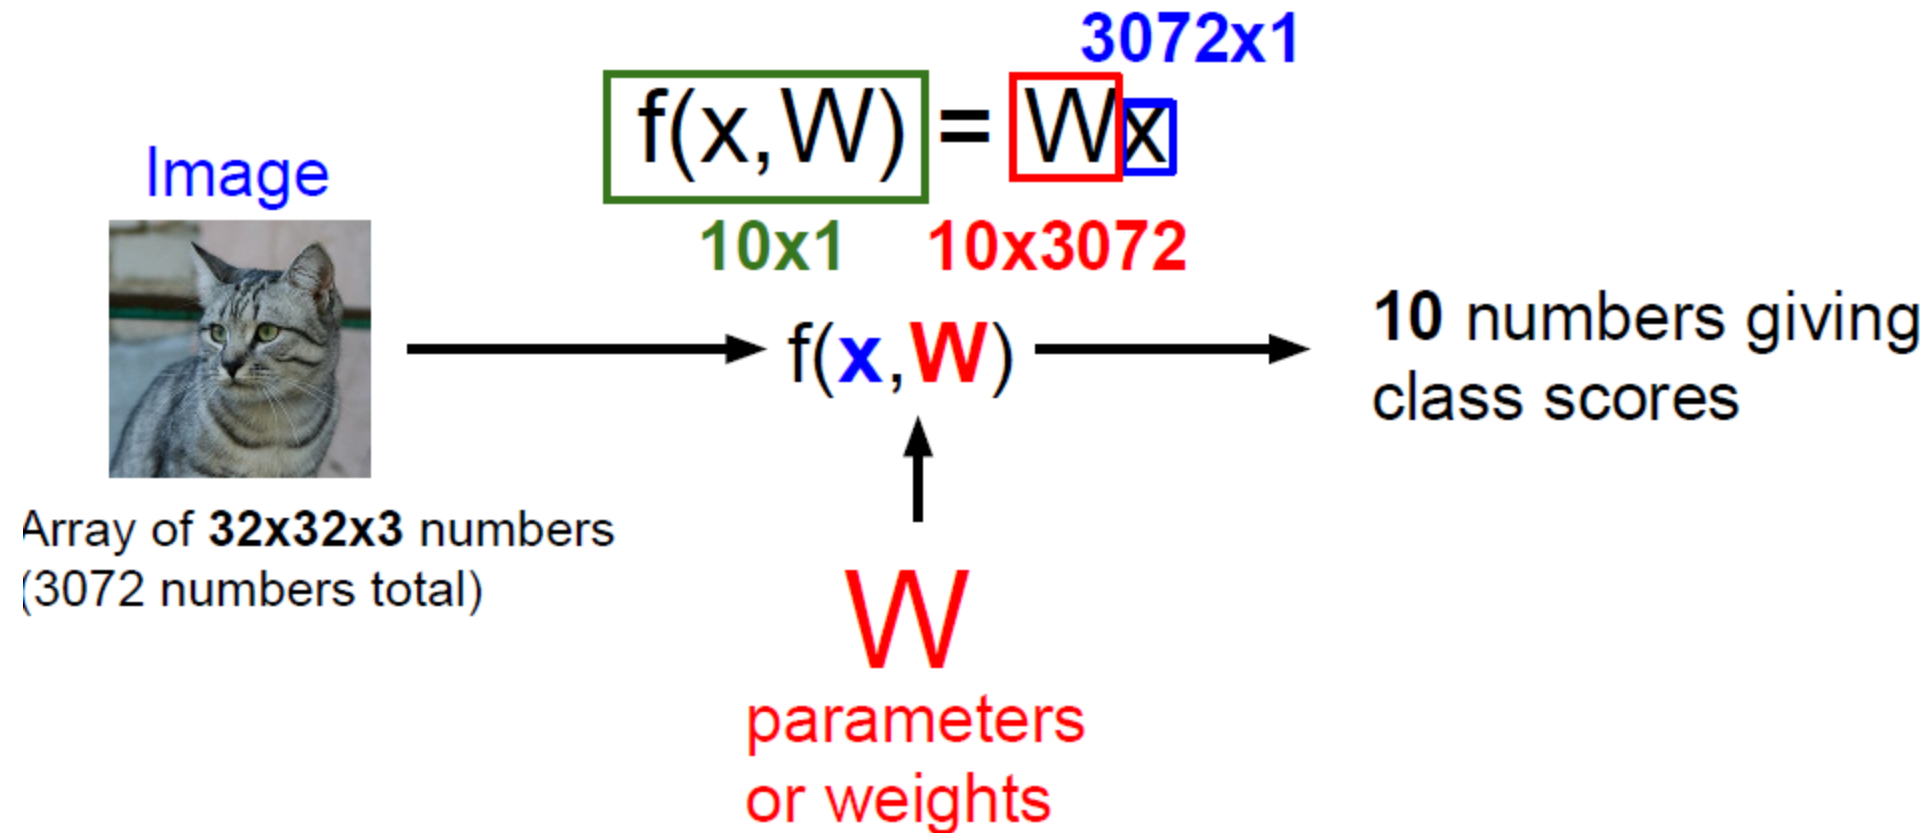 3072x1
f(x,W) = Wx
10x1 10x3072
Image
f(x,W)
10 numbers giving
class scores
Array of 32x32x3 numbers
(3072 numbers total)
W
parameters
or weights